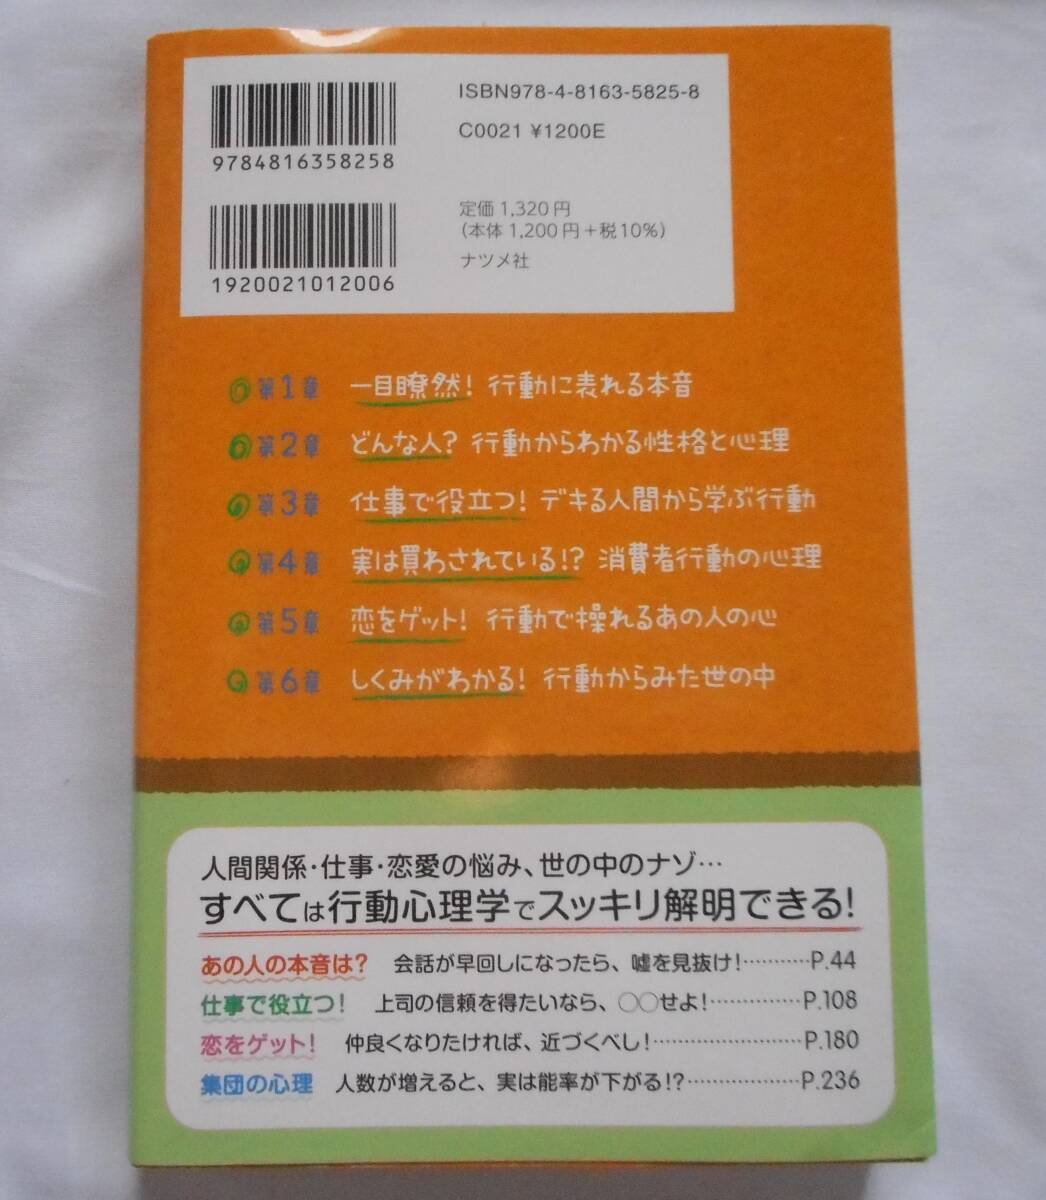 ISBN978-4-8163-5825-8
C0021 ¥1200E
9784816358258
定価1,320円
(本体1,200円+税10%)
ナツメ社
1920021012006
第1章 一目瞭然! 行動に表れる本音
第2章 どんな人? 行動からわかる性格と心理
第3章 仕事で役立つ! デキる人間から学ぶ行動
第4章 実は買わされている!? 消費者行動の心理
第5章 恋をゲット! 行動で操れるあの人の心
第6章 しくみがわかる! 行動からみた世の中
人間関係・仕事・恋愛の悩み、世の中のナゾ…
すべては行動心理学でスッキリ解明できる!
あの人の本音は? 会話が早回しになったら、嘘を見抜け!………P.44
仕事で役立つ! 上司の信頼を得たいなら、○○せよ!…………P.108
恋をゲット! 仲良くなりたければ、近づくべし!…………………P.180
集団の心理 人数が増えると、実は能率が下がる!?……………P.236